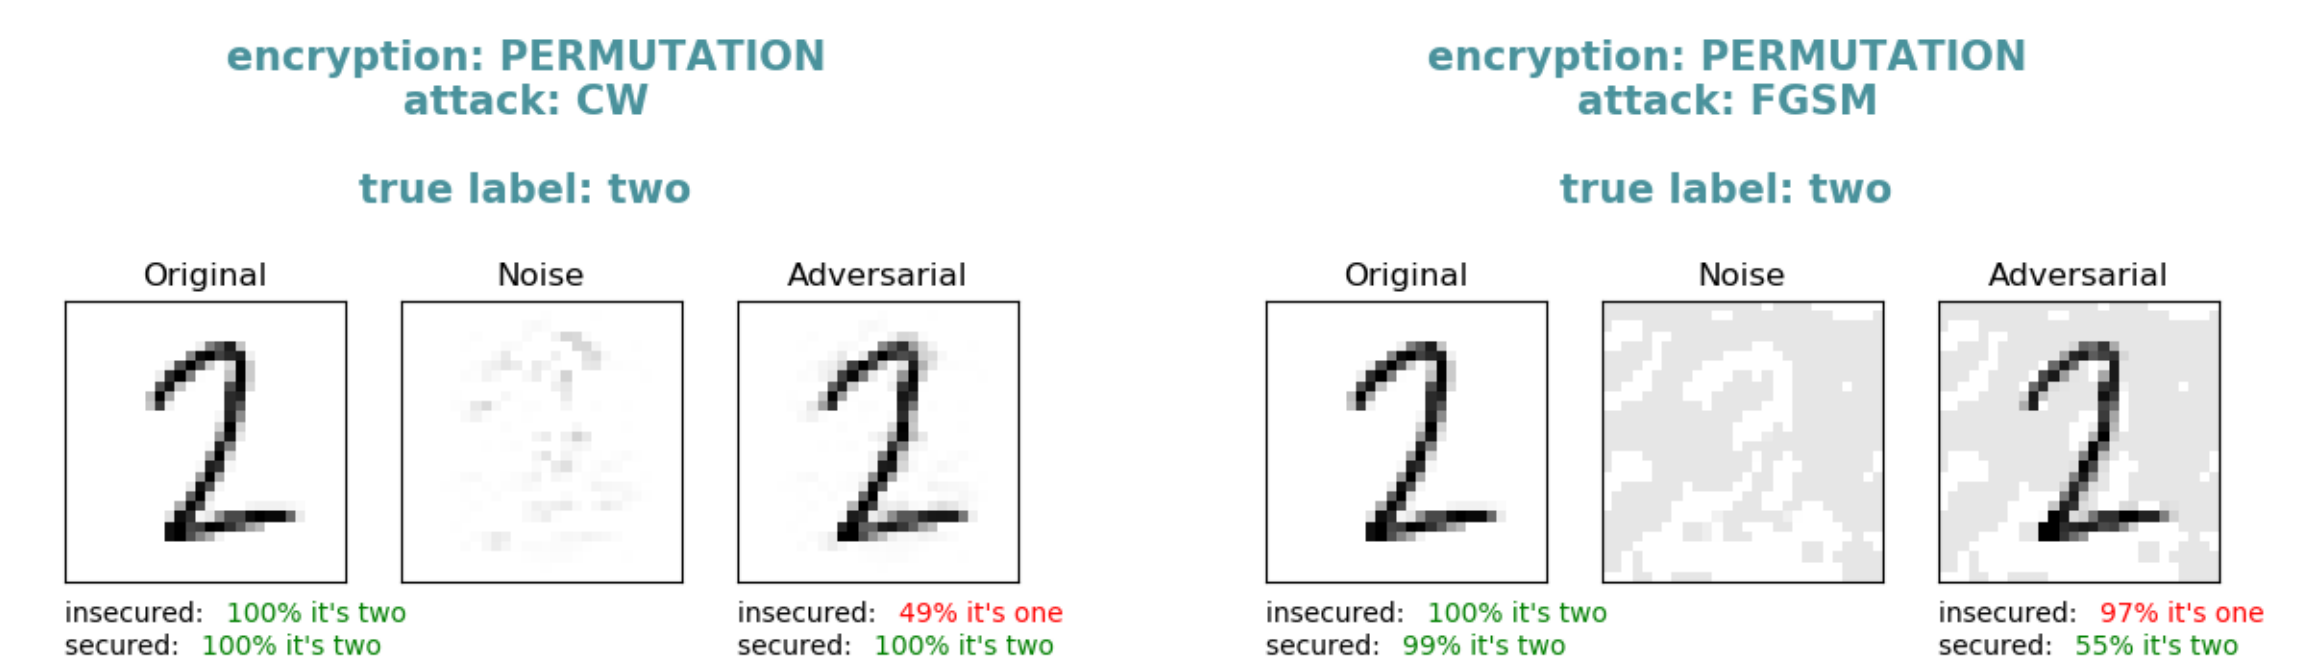 encryption: PERMUTATION
attack: CW
true label: two
Original
Noise
Adversarial
insecured: 100% it's two
secured: 100% it's two
insecured: 49% it's one
secured: 100% it's two
encryption: PERMUTATION
attack: FGSM
true label: two
Original
Noise
Adversarial
insecured: 100% it's two
secured: 99% it's two
insecured: 97% it's one
secured: 55% it's two